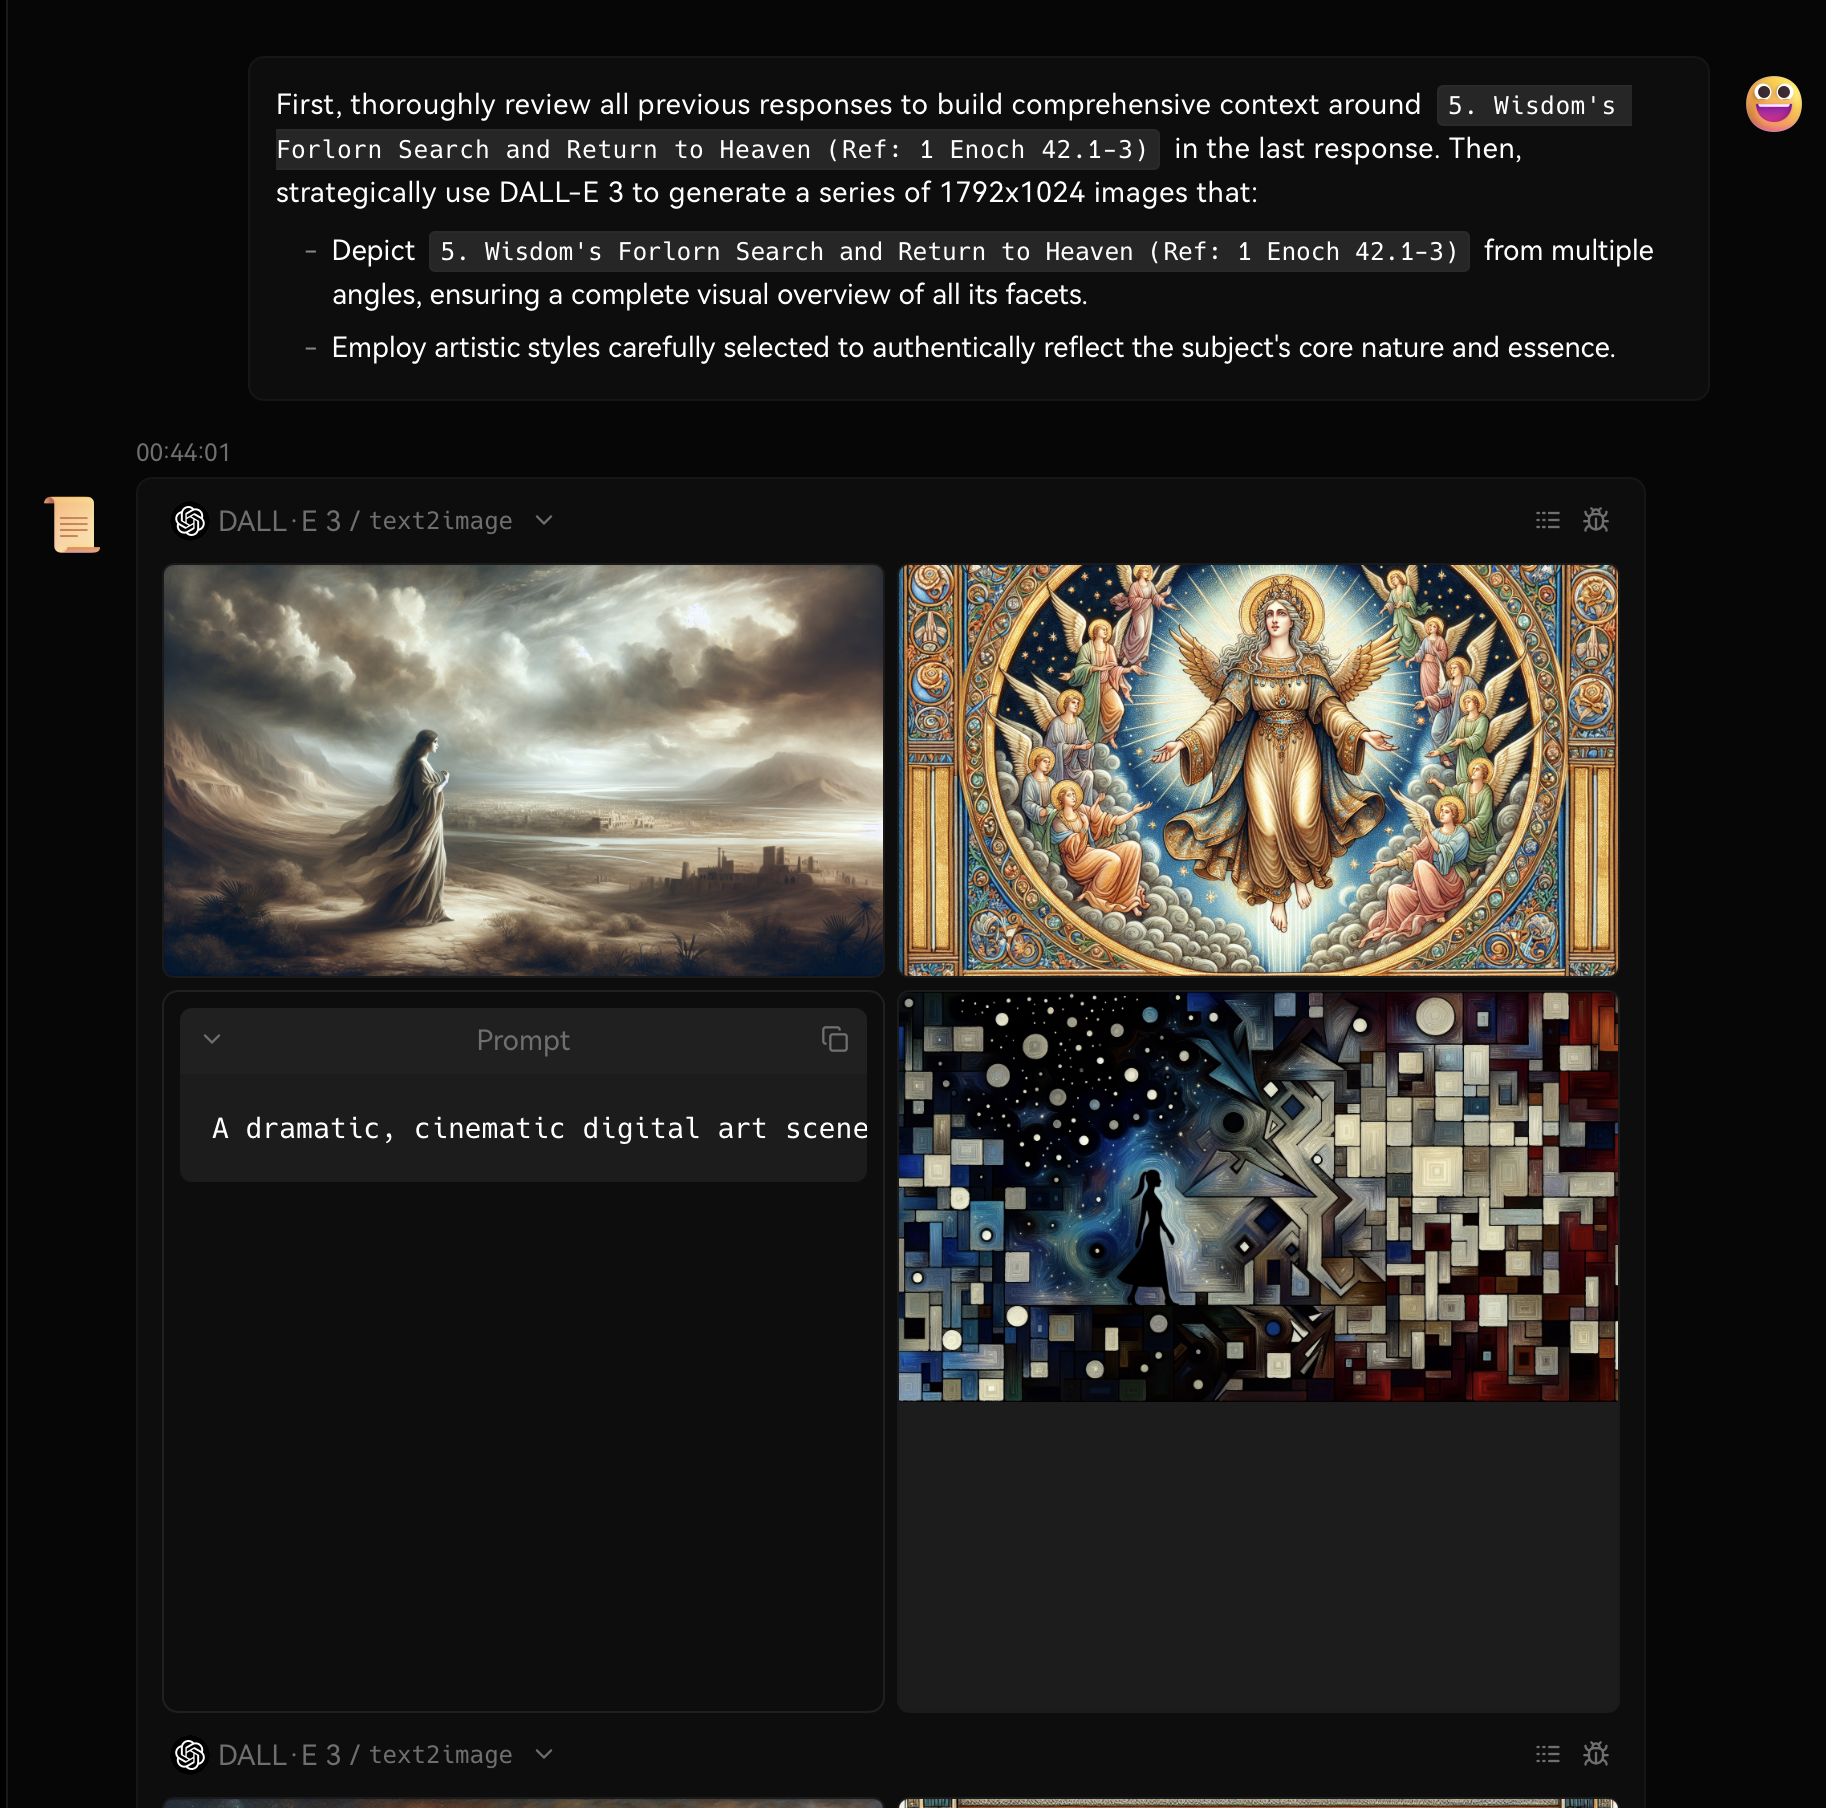 First, thoroughly review all previous responses to build comprehensive context around 5. Wisdom's
Forlorn Search and Return to Heaven (Ref: 1 Enoch 42.1-3) in the last response. Then,
strategically use DALL-E 3 to generate a series of 1792x1024 images that:
– Depict 5. Wisdom's Forlorn Search and Return to Heaven (Ref: 1 Enoch 42.1-3) from multiple
angles, ensuring a complete visual overview of all its facets.
– Employ artistic styles carefully selected to authentically reflect the subject's core nature and essence.
00:44:01
DALL·E 3 / text2image
Prompt
A dramatic, cinematic digital art scene
DALL·E 3 / text2image